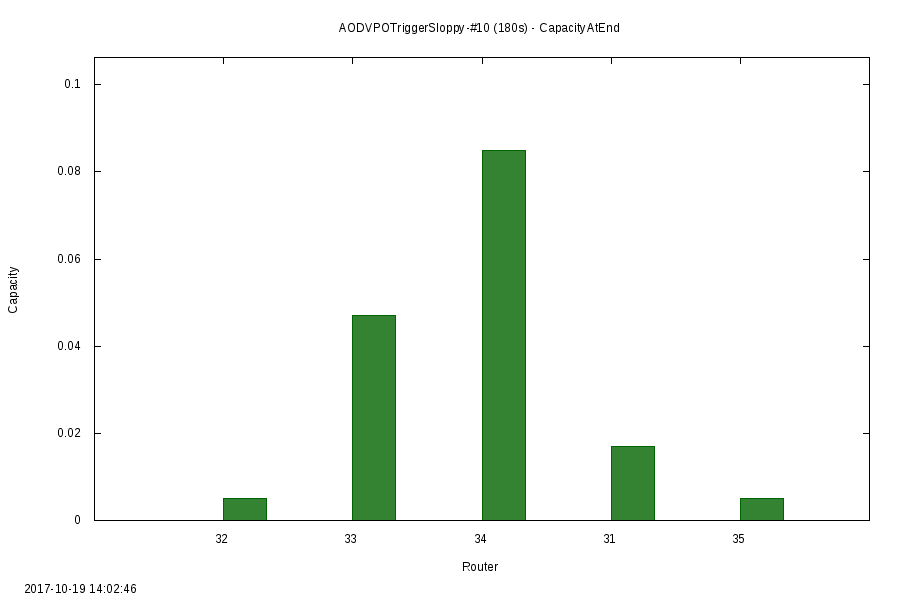 AODVPOTriggerSloppy-#10 (180s) - CapacityAtEnd
0.1
0.08
0.06
0.04
0.02
0
Capacity
32 33 34 31 35
Router
2017-10-19 14:02:46